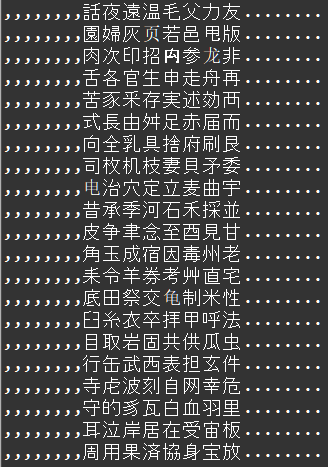 ,,,,,,,,話夜遠温毛父力友........
,,,,,,,,園婦灰页若邑甩版........
,,,,,,,,肉次印招禸参龙非........
,,,,,,,,舌各官生申走舟再........
,,,,,,,,苦豖采存実述効襾........
,,,,,,,,式長由舛足赤届而........
,,,,,,,,向全乳具捨府刷艮........
,,,,,,,,司枚机枝妻貝矛委........
,,,,,,,,电治穴定立麦曲宇........
,,,,,,,,昔承季河石禾採並........
,,,,,,,,皮争聿念至酉見甘........
,,,,,,,,角玉成宿因毒州老........
,,,,,,,,耒令羊券考艸直宅........
,,,,,,,,底田祭交龟制米性........
,,,,,,,,臼糸衣卒拝甲呼法........
,,,,,,,,目取岩固共供瓜虫........
,,,,,,,,行缶武西表担玄件........
,,,,,,,,寺虍波刻自网幸危........
,,,,,,,,守的豸瓦白血羽里........
,,,,,,,,耳泣岸居在受宙板........
,,,,,,,,周用果済協身宝放........